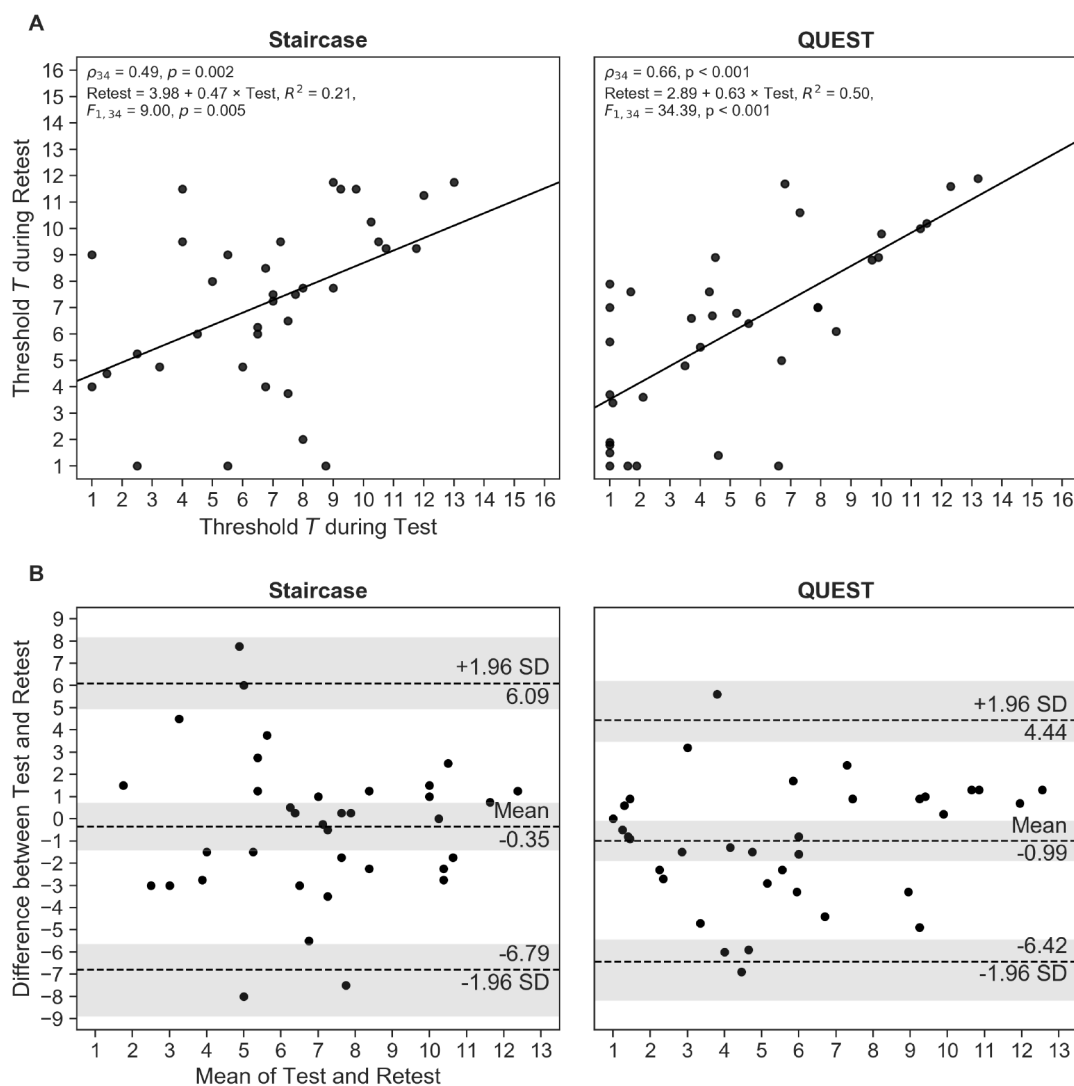 A
Staircase
ρ34 = 0.49, p = 0.002
Retest = 3.98 + 0.47 × Test, R² = 0.21,
F1, 34 = 9.00, p = 0.005
16
15
14
13
12
11
10
9
8
7
6
5
4
3
2
1
Threshold T during Retest
1 2 3 4 5 6 7 8 9 10 11 12 13 14 15 16
Threshold T during Test
QUEST
ρ34 = 0.66, p < 0.001
Retest = 2.89 + 0.63 × Test, R² = 0.50,
F1, 34 = 34.39, p < 0.001
1 2 3 4 5 6 7 8 9 10 11 12 13 14 15 16
B
Staircase
9
8
7
6
5
4
3
2
1
0
−1
−2
−3
−4
−5
−6
−7
−8
−9
Difference between Test and Retest
+1.96 SD
6.09
Mean
-0.35
-6.79
-1.96 SD
1 2 3 4 5 6 7 8 9 10 11 12 13
Mean of Test and Retest
QUEST
+1.96 SD
4.44
Mean
-0.99
-6.42
-1.96 SD
1 2 3 4 5 6 7 8 9 10 11 12 13